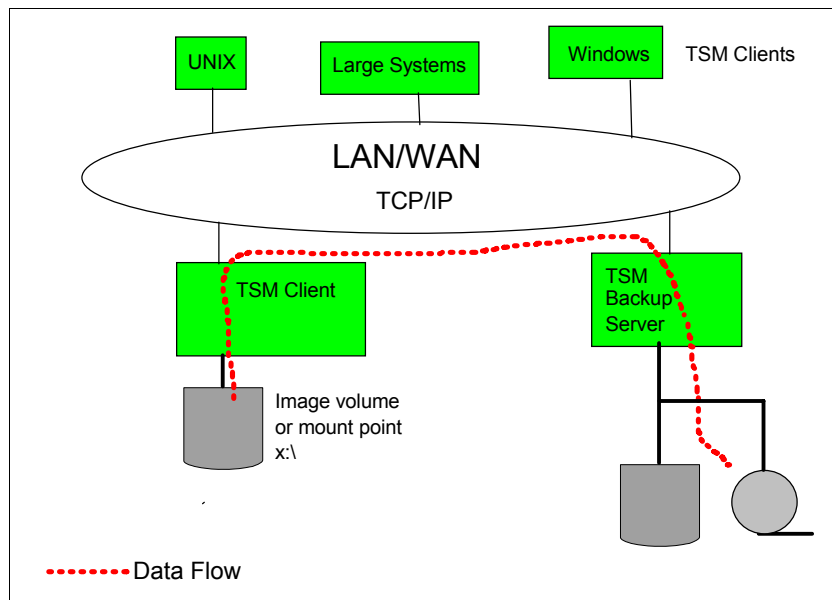 UNIX
Large Systems
Windows
TSM Clients
LAN/WAN
TCP/IP
TSM Client
TSM
Backup
Server
Image volume
or mount point
x:\
Data Flow